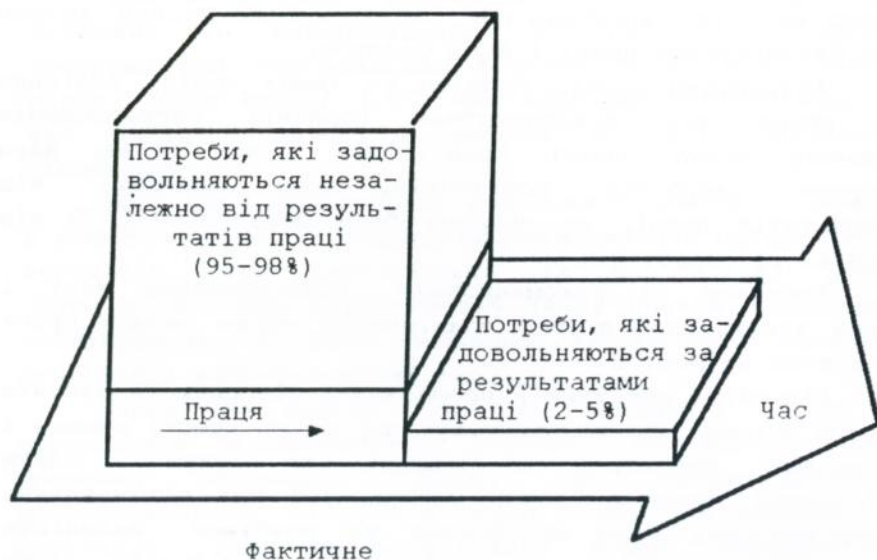 Потреби, які задо-
вольняються неза-
лежно від резуль-
татів праці
(95-98%)
Потреби, які за-
довольняються за
результатами
праці (2-5%)
Праця
Час
Фактичне